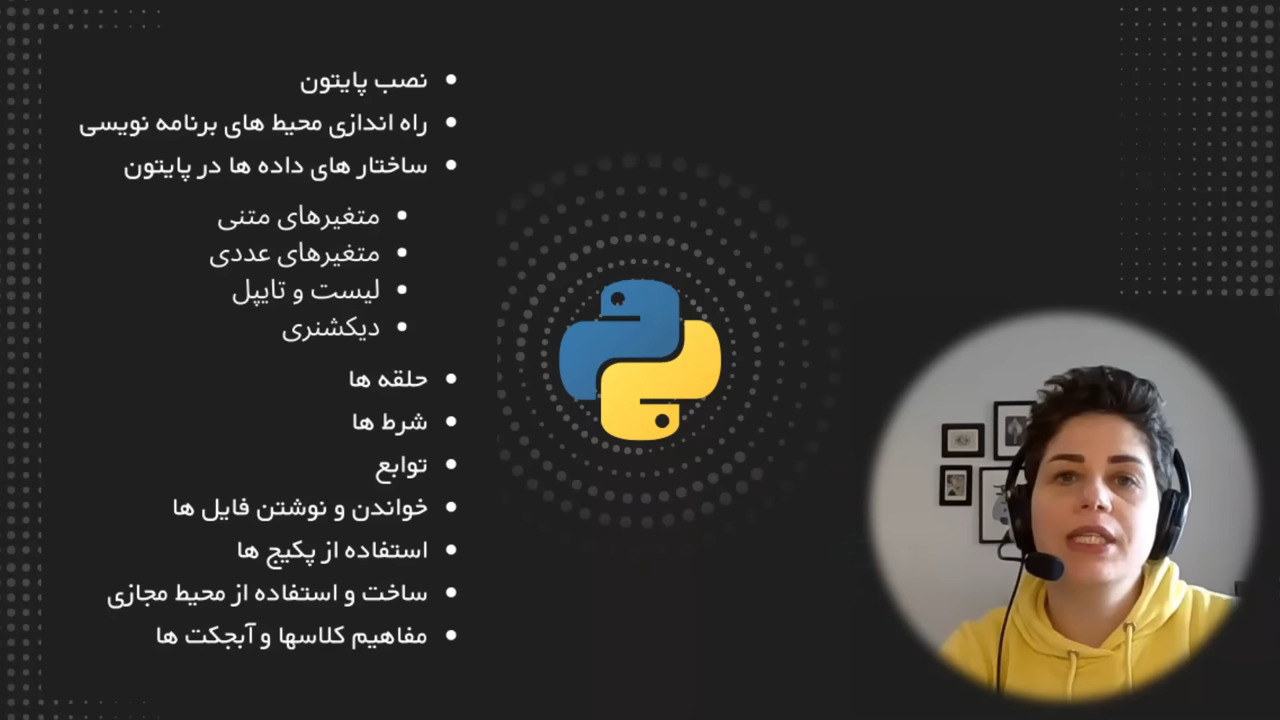 نصب پایتون
راه اندازی محیط های برنامه نویسی
ساختار های داده ها در پایتون
متغیرهای متنی
متغیرهای عددی
لیست و تاپپل
دیکشنری
حلقه ها
شرط ها
توابع
خواندن و نوشتن فایل ها
استفاده از پکیج ها
ساخت و استفاده از محیط مجازی
مفاهیم کلاسها و آبجکت ها